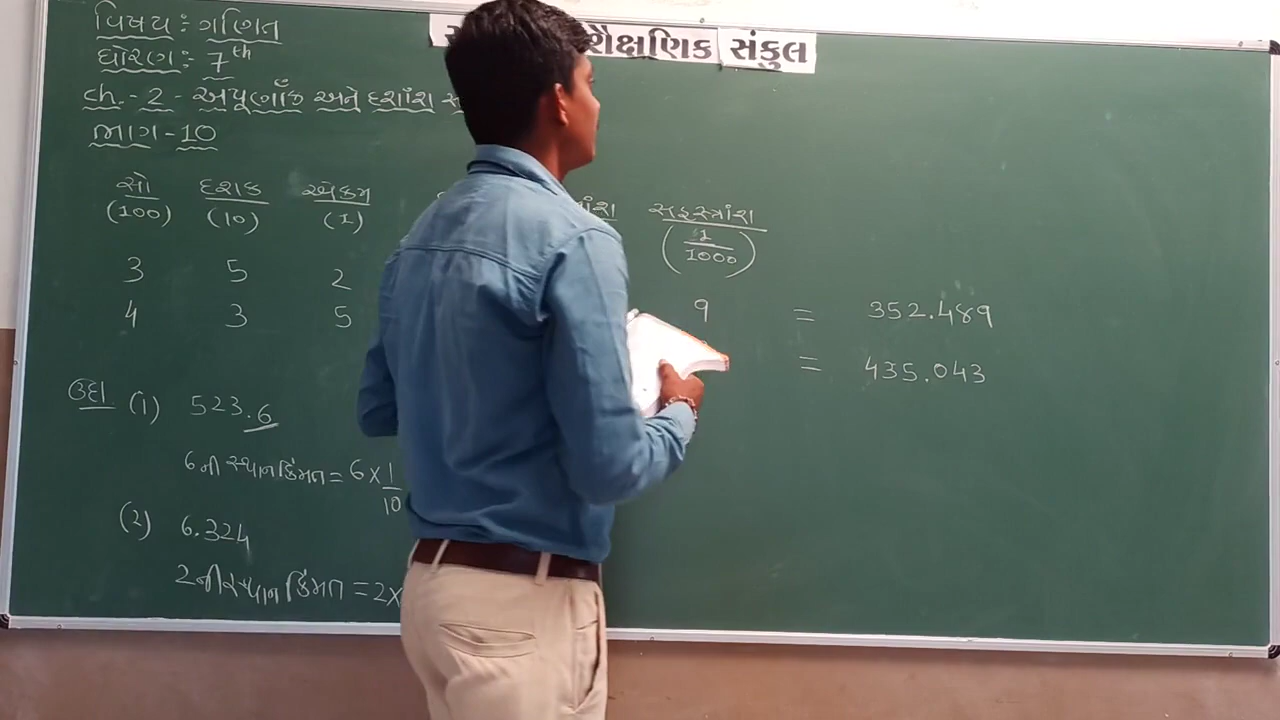 શૈક્ષણિક સંકુલ
વિષય : ગણિત
ધોરણ : 7th
ch. - 2 - અપૂર્ણાંક અને દશાંશ સ
ભાગ - 10
સો દશક એકમ શાંશ સહસ્ત્રાંશ
(100) (10) (1) (1/1000)
3 5 2 9 = 352.489
4 3 5 = 435.043
ઉદા (1) 523.6
6 ની સ્થાન કિંમત = 6 × 1/10
(2) 6.324
2 ની સ્થાન કિંમત = 2×